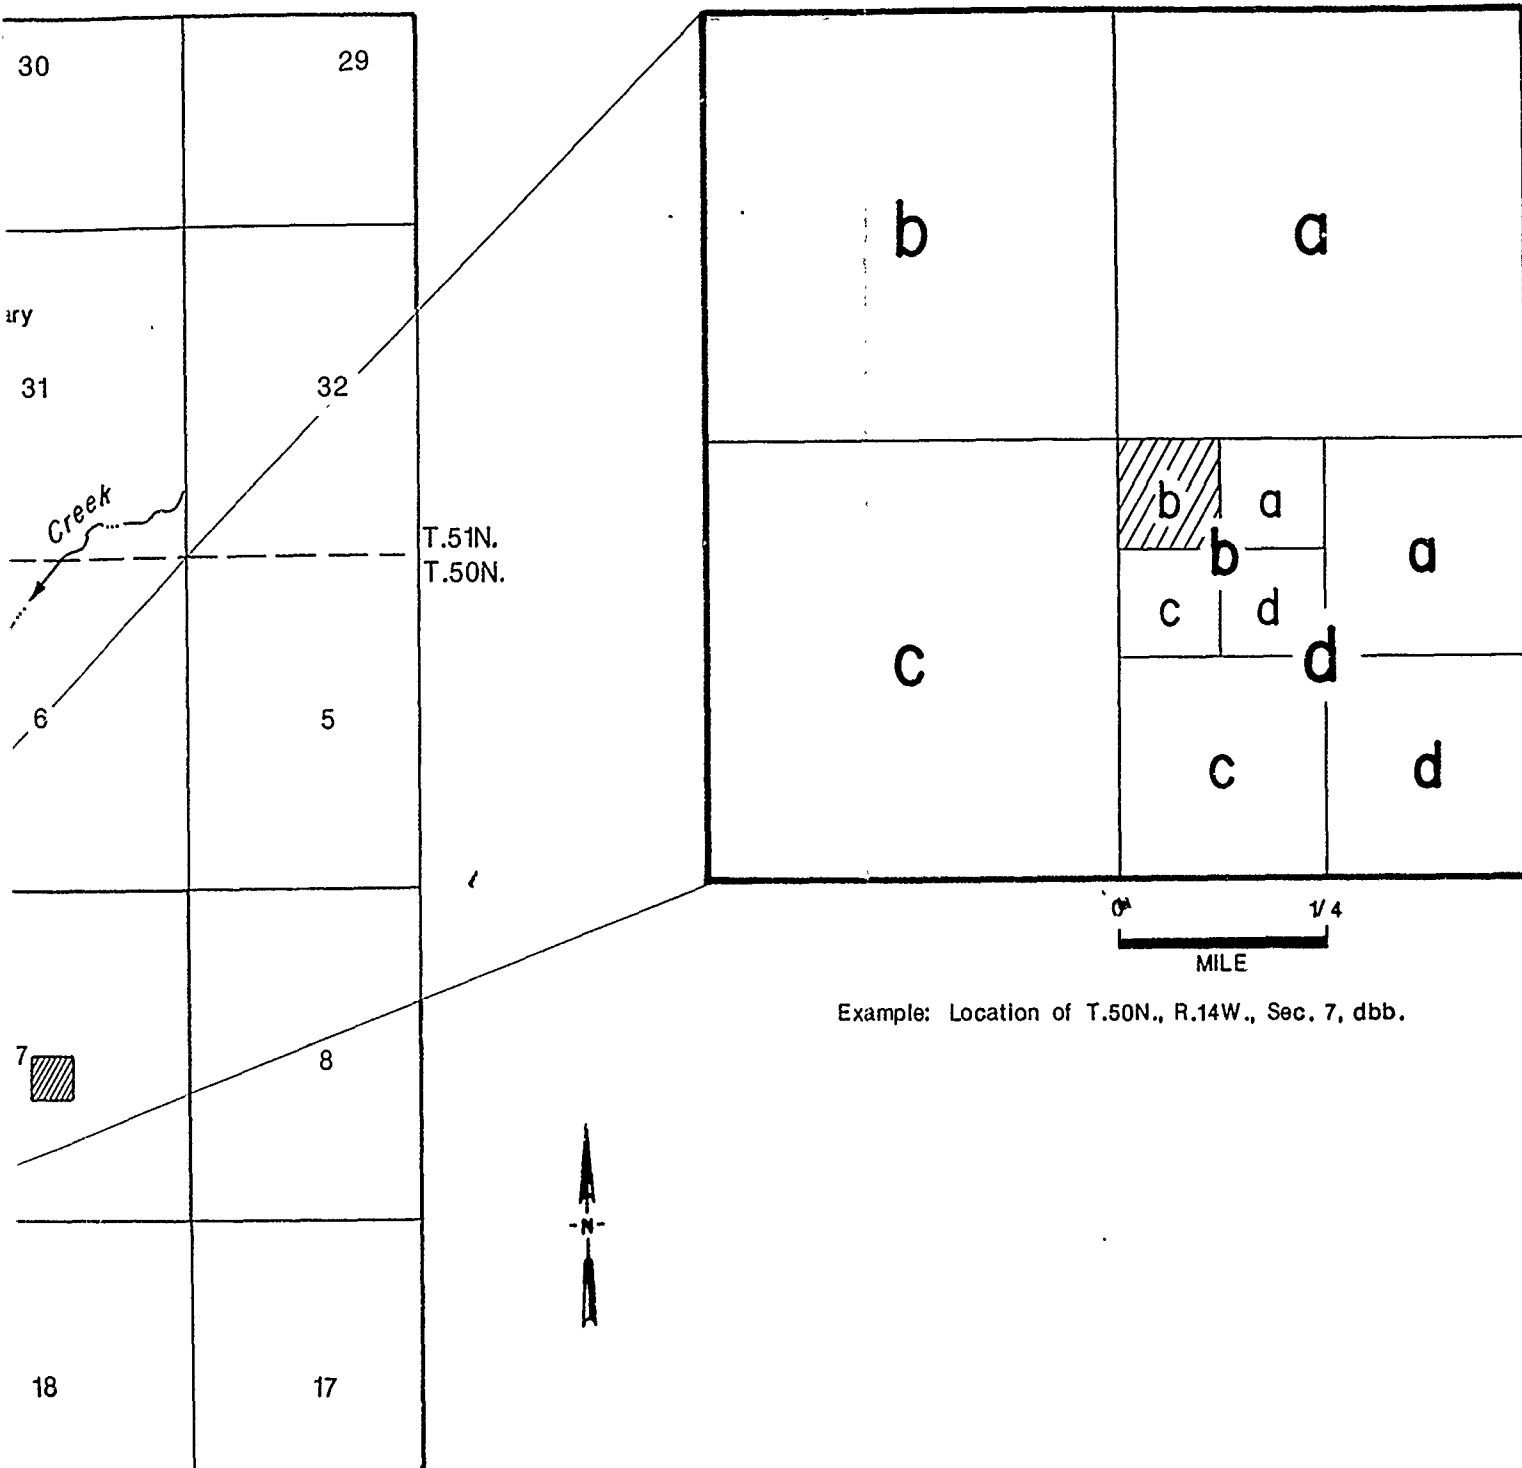 30
29
31
32
Creek
T.51N.
T.50N.
6
5
7
8
18
17
b
a
b
a
b
a
c
d
c
d
c
d
0
1/4
MILE
Example: Location of T.50N., R.14W., Sec. 7, dbb.
-N-